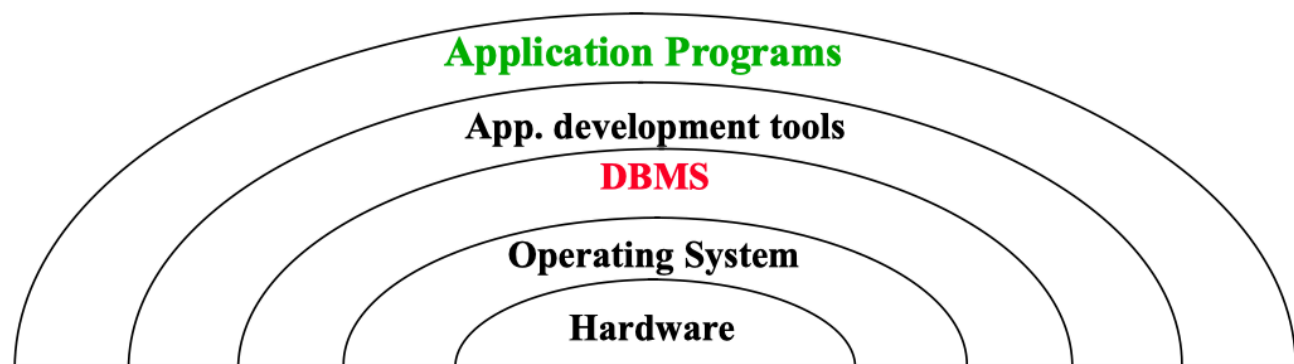 Application Programs
App. development tools
DBMS
Operating System
Hardware